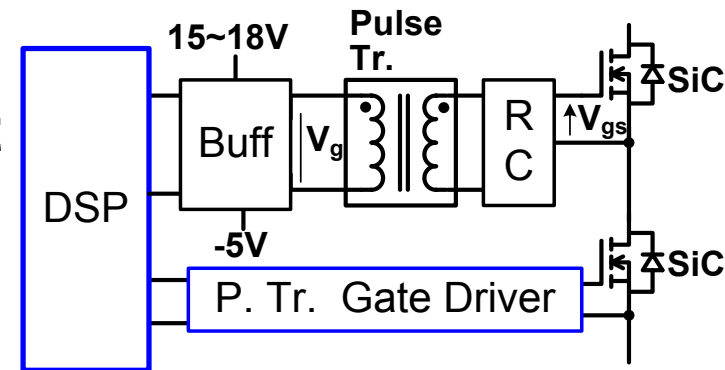 Pulse
Tr.
15~18V
SiC
DSP
Buff
Vg
R
C
Vgs
-5V
SiC
P. Tr. Gate Driver